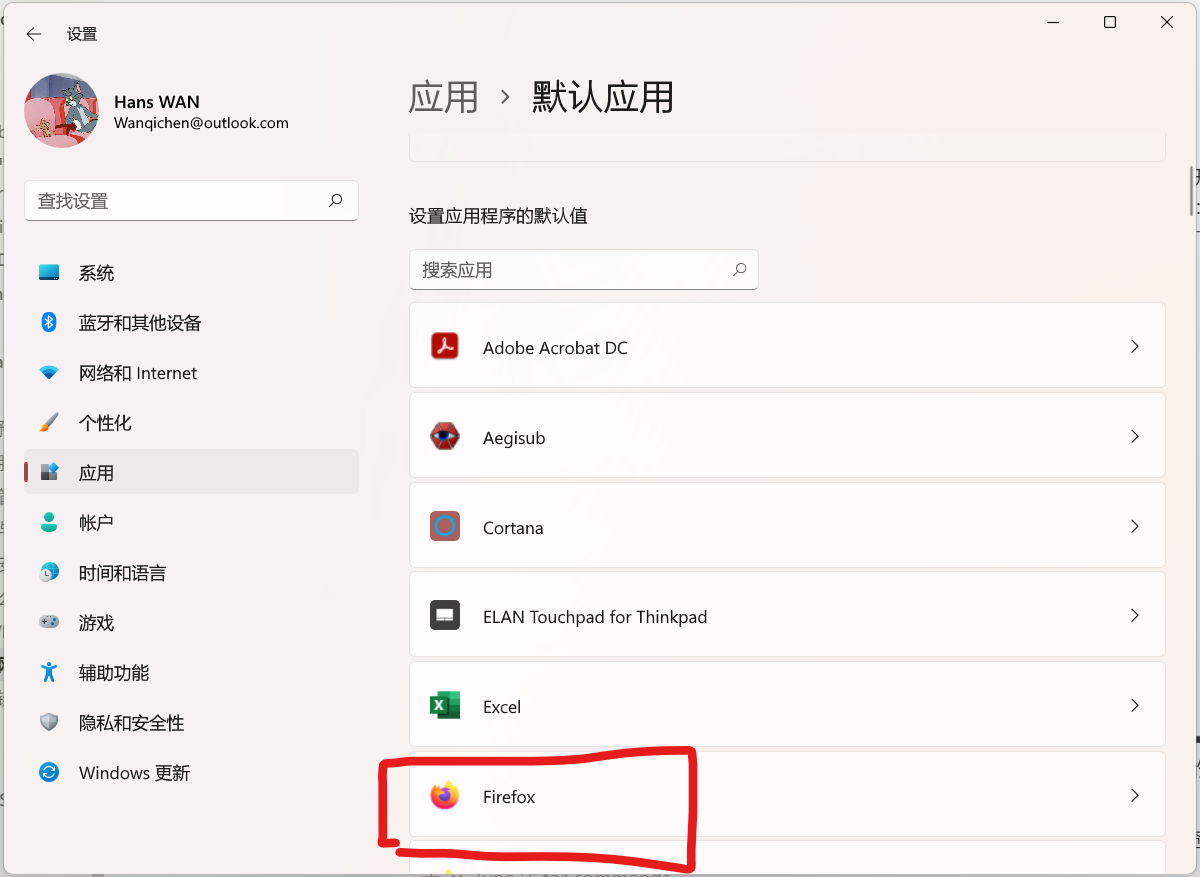 设置
Hans WAN
Wanqichen@outlook.com
查找设置
系统
蓝牙和其他设备
网络和 Internet
个性化
应用
帐户
时间和语言
游戏
辅助功能
隐私和安全性
Windows 更新
应用 › 默认应用
设置应用程序的默认值
搜索应用
Adobe Acrobat DC
Aegisub
Cortana
ELAN Touchpad for Thinkpad
Excel
Firefox